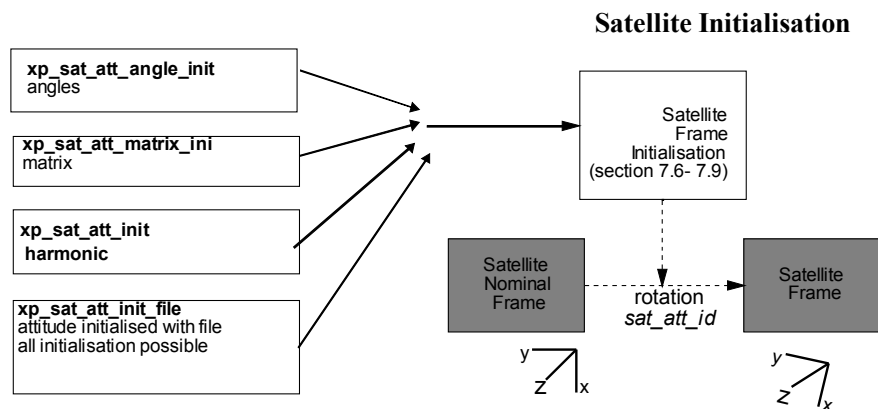 Satellite Initialisation
xp_sat_att_angle_init
angles
xp_sat_att_matrix_ini
matrix
xp_sat_att_init
harmonic
xp_sat_att_init_file
attitude initialised with file
all initialisation possible
Satellite
Frame
Initialisation
(section 7.6- 7.9)
Satellite
Nominal
Frame
rotation
sat_att_id
Satellite
Frame
y
z
x
y
z
x